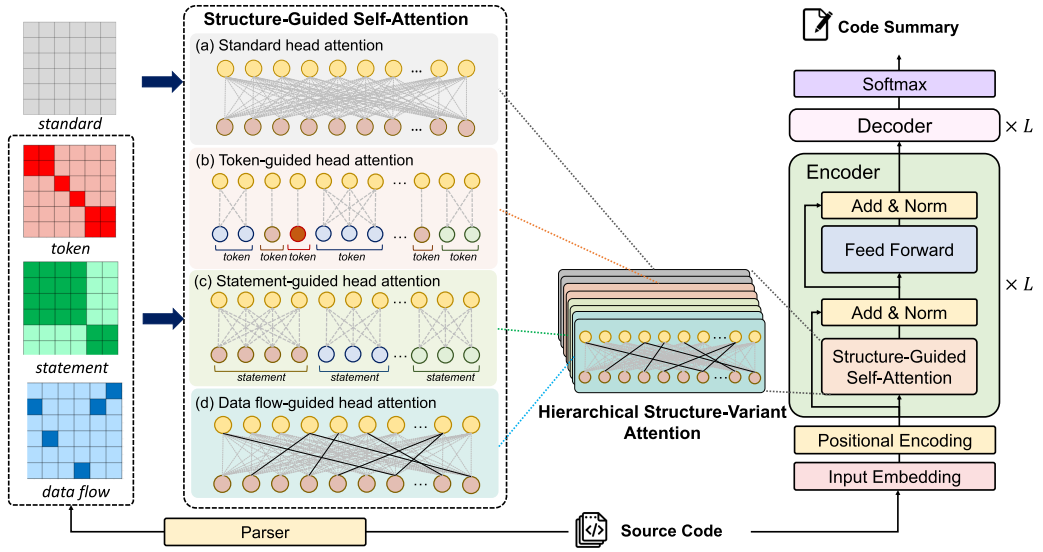 standard
token
statement
data flow
Structure-Guided Self-Attention
(a) Standard head attention
...
(b) Token-guided head attention
...
...
token token token token token token
(c) Statement-guided head attention
...
...
statement statement statement
(d) Data flow-guided head attention
...
...
Parser
Source Code
...
...
Hierarchical Structure-Variant
Attention
Code Summary
Softmax
Decoder
× L
Encoder
Add & Norm
Feed Forward
× L
Add & Norm
Structure-Guided
Self-Attention
Positional Encoding
Input Embedding